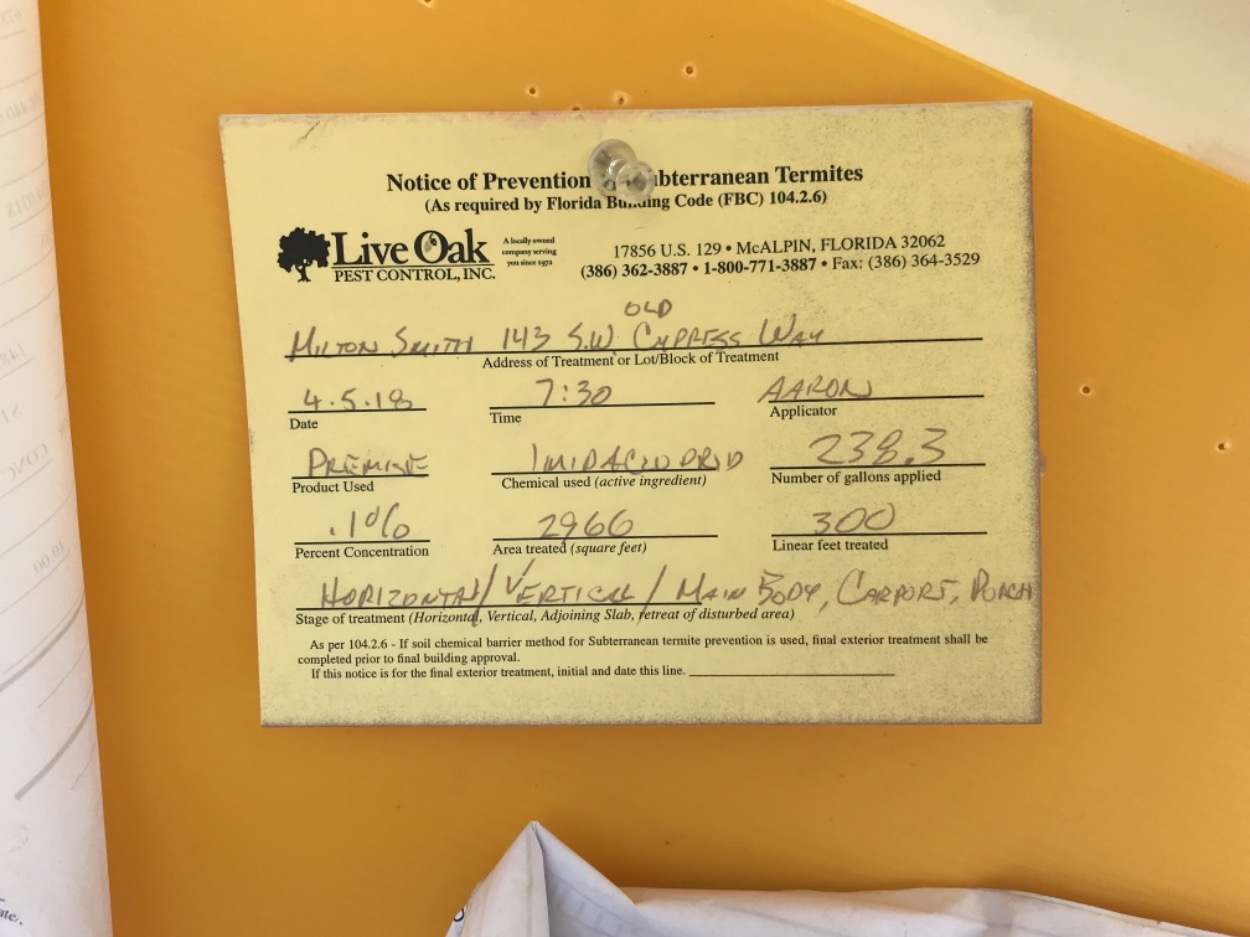 Notice of Prevention Subterranean Termites
(As required by Florida Building Code (FBC) 104.2.6)
Live Oak
PEST CONTROL, INC.
A locally owned
company serving
you since 1972
17856 U.S. 129 • McALPIN, FLORIDA 32062
(386) 362-3887 • 1-800-771-3887 • Fax: (386) 364-3529
OLD
MILTON SMITH 143 S.W. CYPRESS WAY
Address of Treatment or Lot/Block of Treatment
4.5.18 7:30 AARON
Date Time Applicator
PREMISE IMIDACLOPRID 238.3
Product Used Chemical used (active ingredient) Number of gallons applied
.1% 2966 300
Percent Concentration Area treated (square feet) Linear feet treated
HORIZONTAL/VERTICAL/MAIN BODY, CARPORT, PORCH
Stage of treatment (Horizontal, Vertical, Adjoining Slab, retreat of disturbed area)
As per 104.2.6 - If soil chemical barrier method for Subterranean termite prevention is used, final exterior treatment shall be
completed prior to final building approval.
If this notice is for the final exterior treatment, initial and date this line.